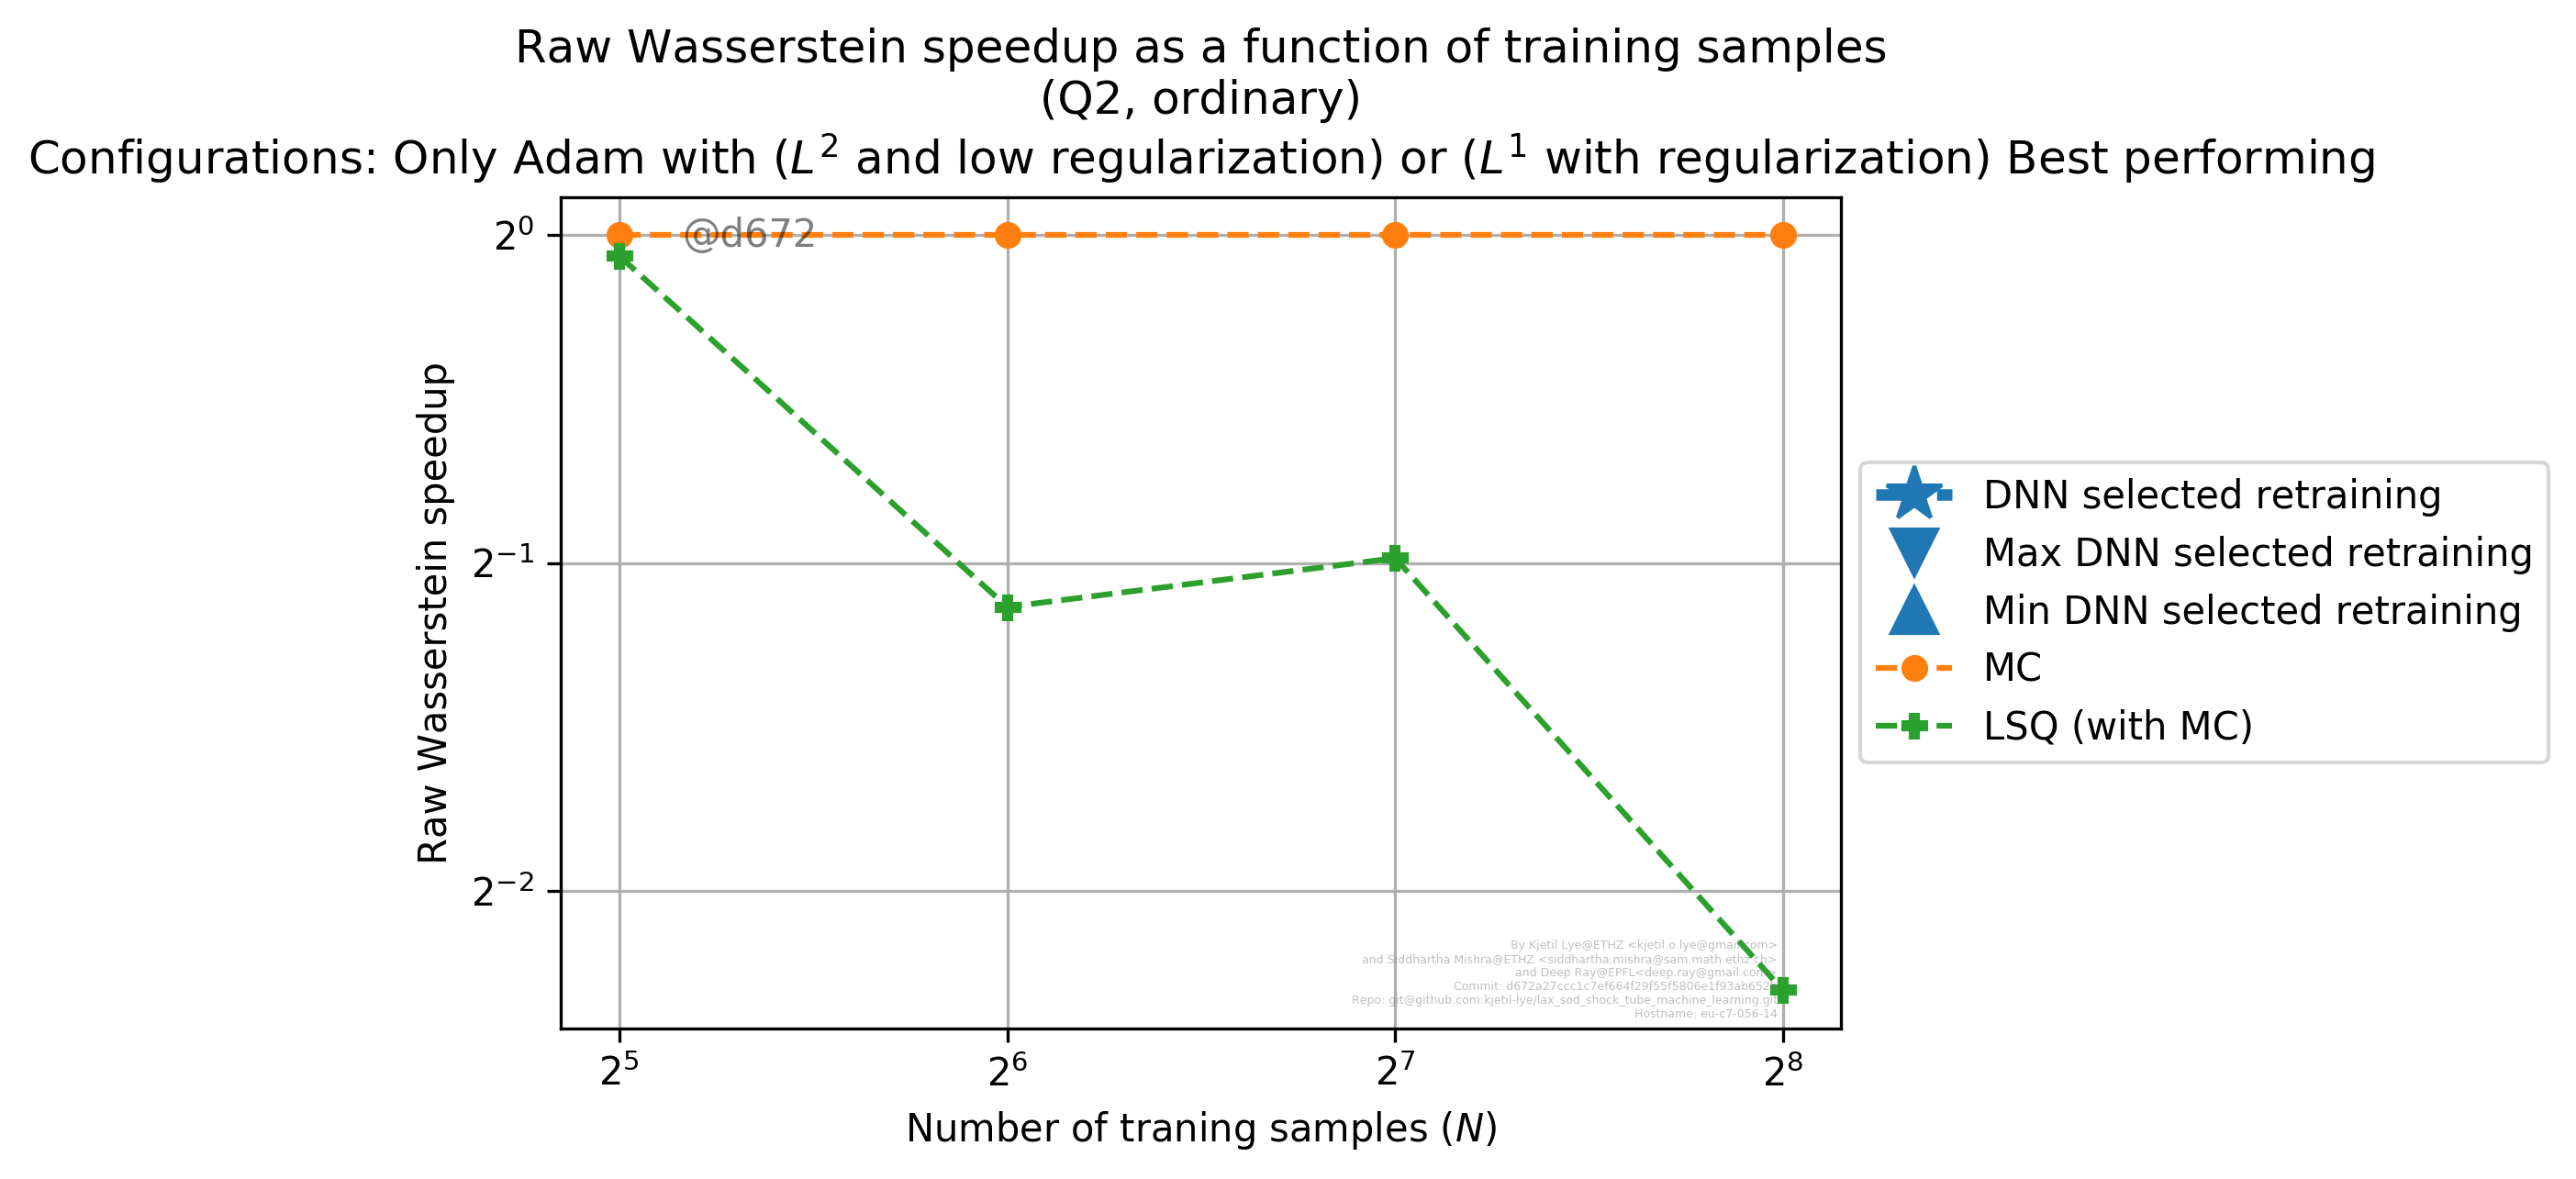 Raw Wasserstein speedup as a function of training samples
(Q2, ordinary)
Configurations: Only Adam with (L² and low regularization) or (L¹ with regularization) Best performing
2⁰
@d672
2⁻¹
2⁻²
Raw Wasserstein speedup
DNN selected retraining
Max DNN selected retraining
Min DNN selected retraining
MC
LSQ (with MC)
By Kjetil Lye@ETHZ <kjetil.o.lye@gmail.com>
and Siddhartha Mishra@ETHZ <siddhartha.mishra@sam.math.ethz.ch>
and Deep Ray@EPFL<deep.ray@gmail.com>
Commit:
Repo: git@github.com:kjetil-lye/lax_sod_shock_tube_machine_learning.git
Hostname: eu-c7-056-14
2⁵ 2⁶ 2⁷ 2⁸
Number of traning samples (N)